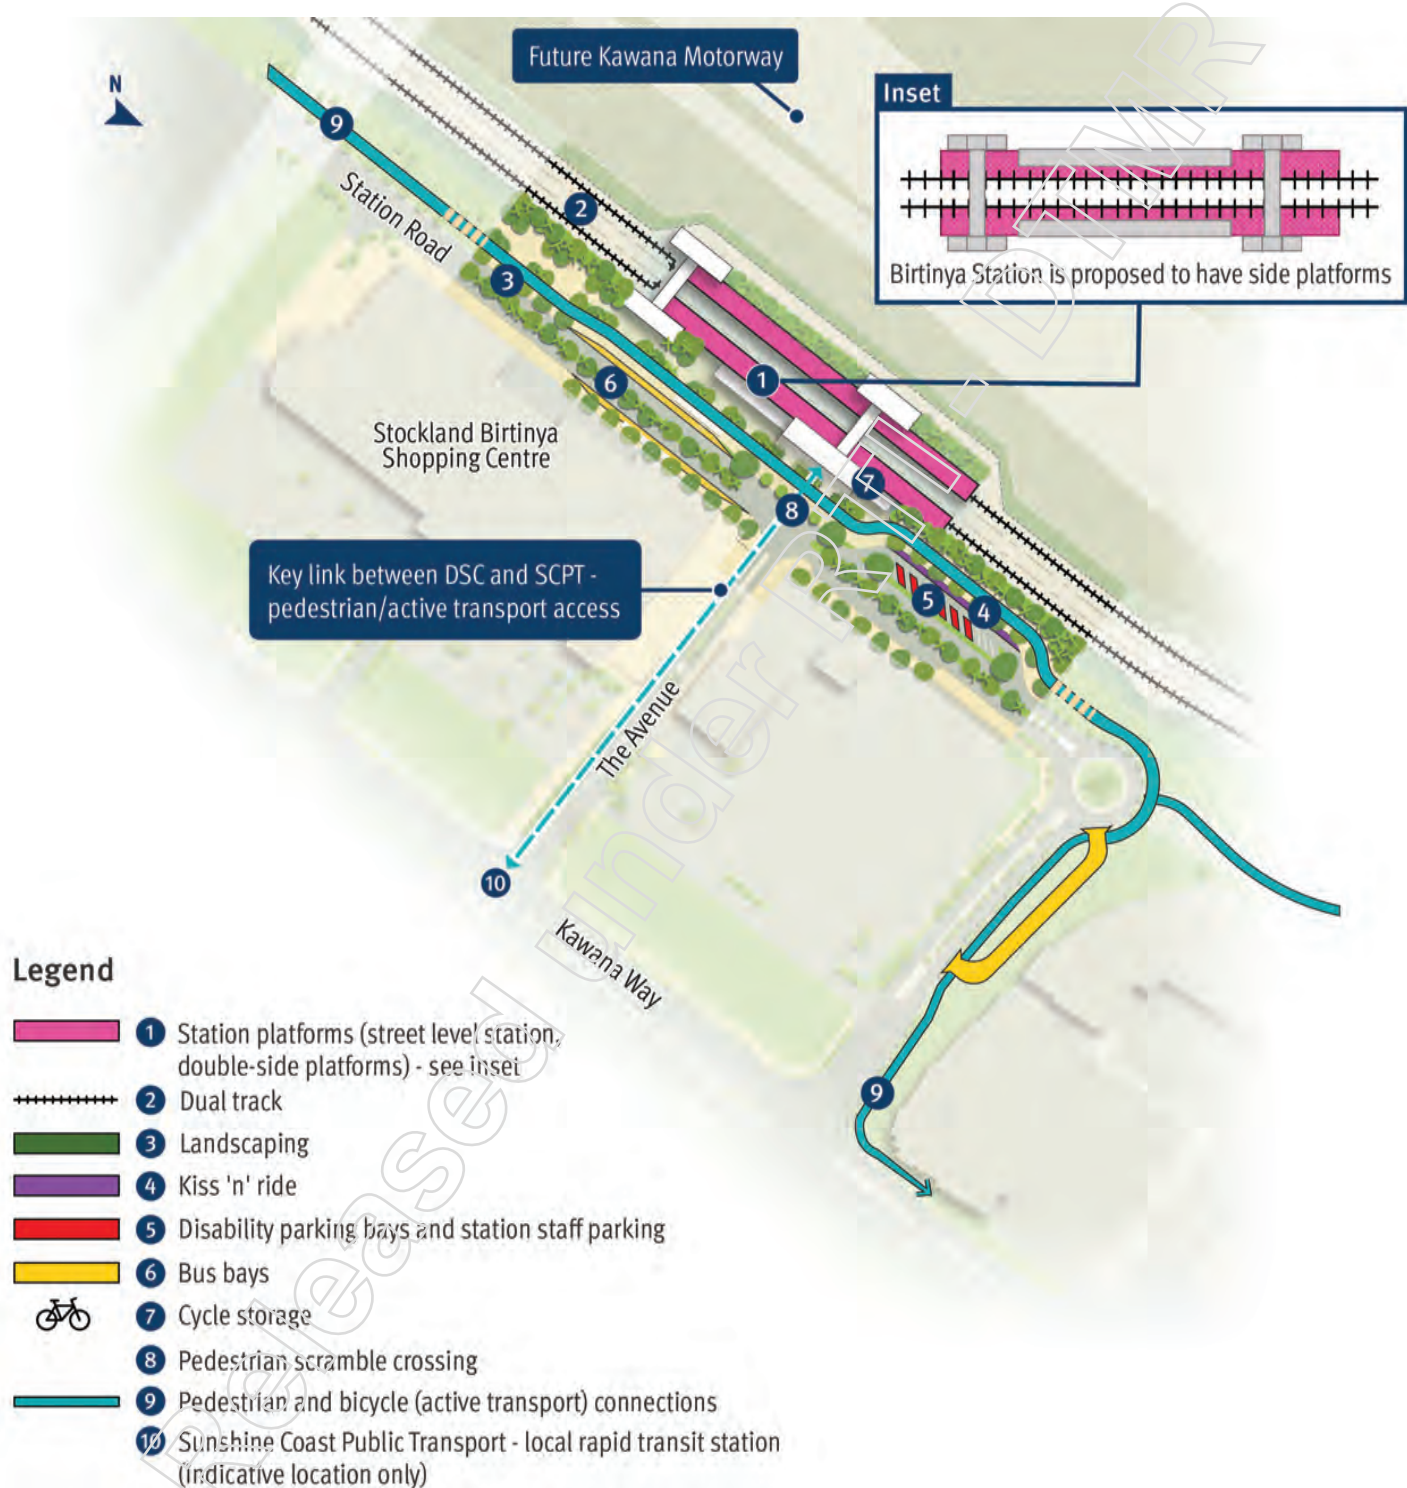 Future Kawana Motorway
N
Inset
9
Station Road
2
Birtinya Station is proposed to have side platforms
3
1
6
Stockland Birtinya
Shopping Centre
7
8
Key link between DSC and SCPT -
pedestrian/active transport access
5
4
The Avenue
10
Kawana Way
9
Legend
1 Station platforms (street level station,
double-side platforms) - see inset
2 Dual track
3 Landscaping
4 Kiss 'n' ride
5 Disability parking bays and station staff parking
6 Bus bays
7 Cycle storage
8 Pedestrian scramble crossing
9 Pedestrian and bicycle (active transport) connections
10 Sunshine Coast Public Transport - local rapid transit station
(indicative location only)
Released under R DTMR